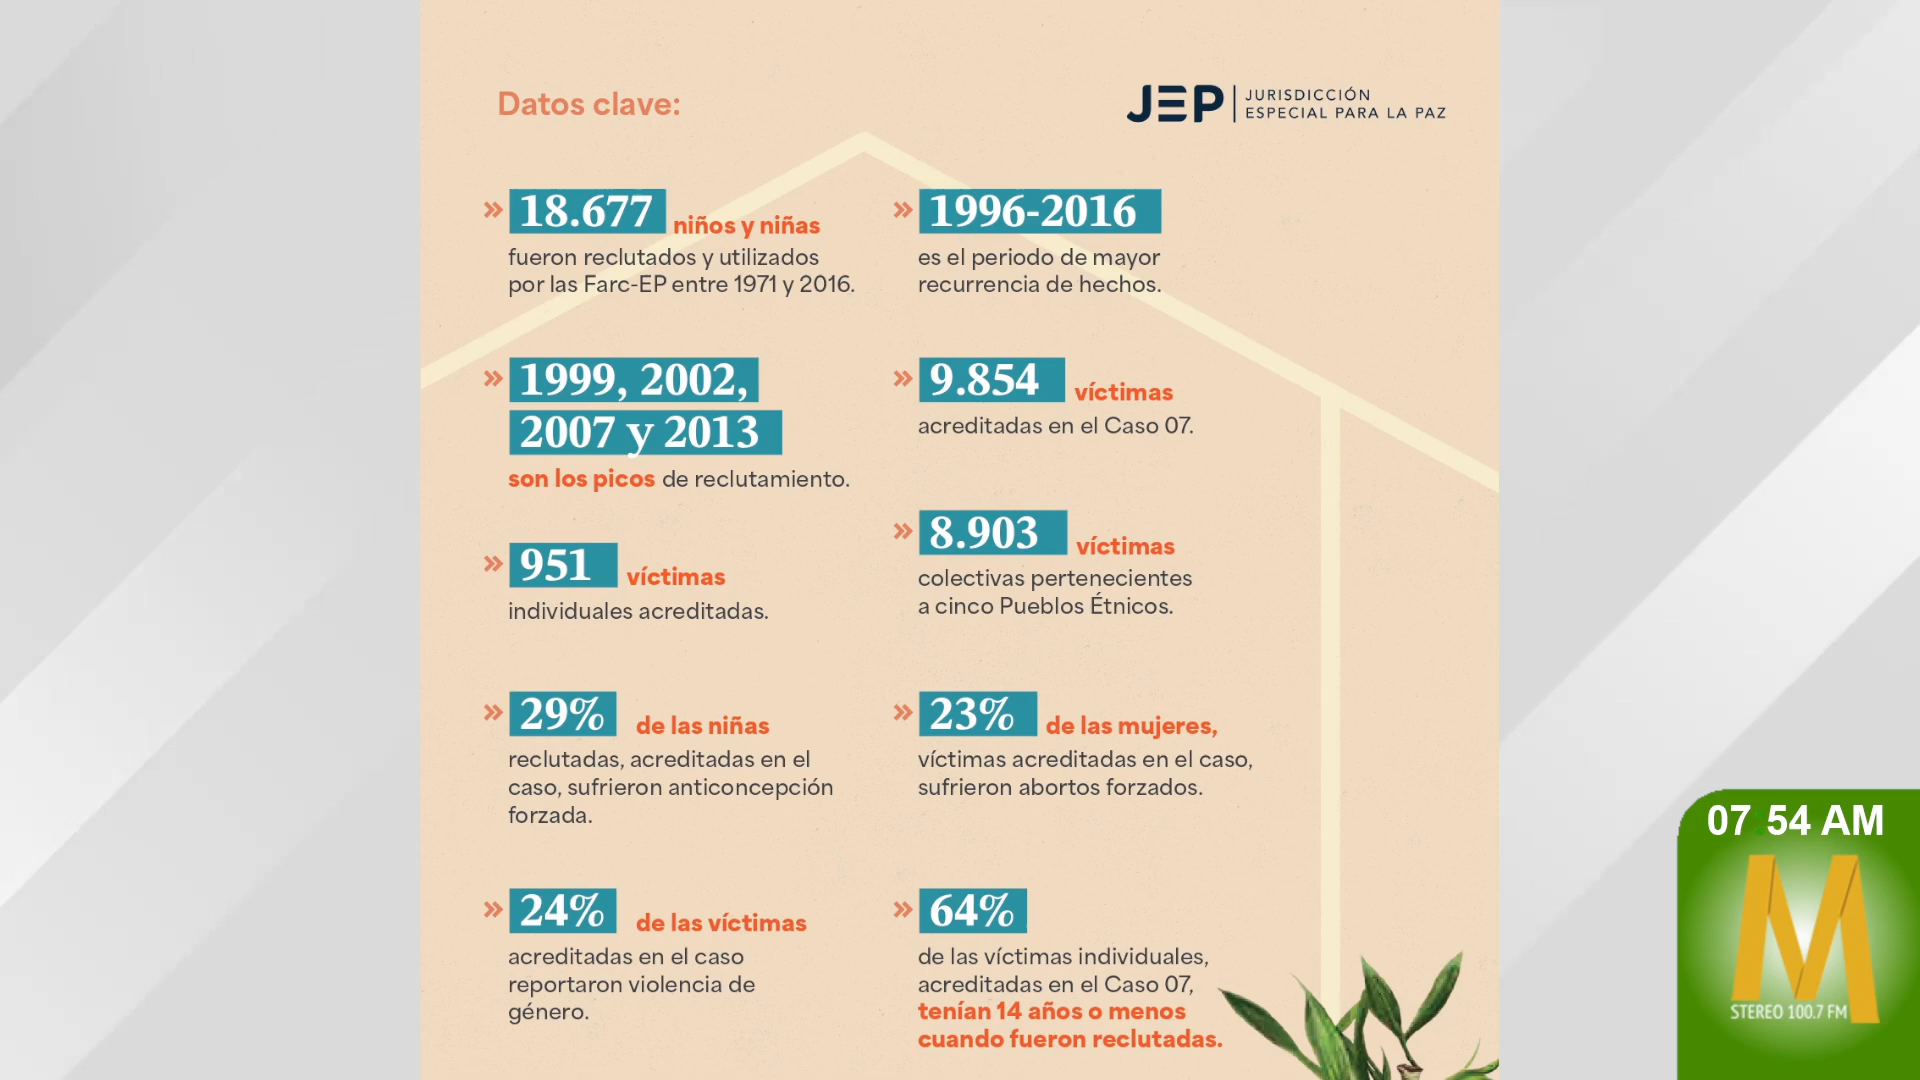 Datos clave:
JEP JURISDICCIÓN
ESPECIAL PARA LA PAZ
» 18.677 niños y niñas
fueron reclutados y utilizados
por las Farc-EP entre 1971 y 2016.
» 1996-2016
es el periodo de mayor
recurrencia de hechos.
» 1999, 2002,
2007 y 2013
son los picos de reclutamiento.
» 9.854 víctimas
acreditadas en el Caso 07.
» 951 víctimas
individuales acreditadas.
» 8.903 víctimas
colectivas pertenecientes
a cinco Pueblos Étnicos.
» 29% de las niñas
reclutadas, acreditadas en el
caso, sufrieron anticoncepción
forzada.
» 23% de las mujeres,
víctimas acreditadas en el caso,
sufrieron abortos forzados.
» 24% de las víctimas
acreditadas en el caso
reportaron violencia de
género.
» 64%
de las víctimas individuales,
acreditadas en el Caso 07,
tenían 14 años o menos
cuando fueron reclutadas.
07 54 AM
M
STEREO 100.7 FM